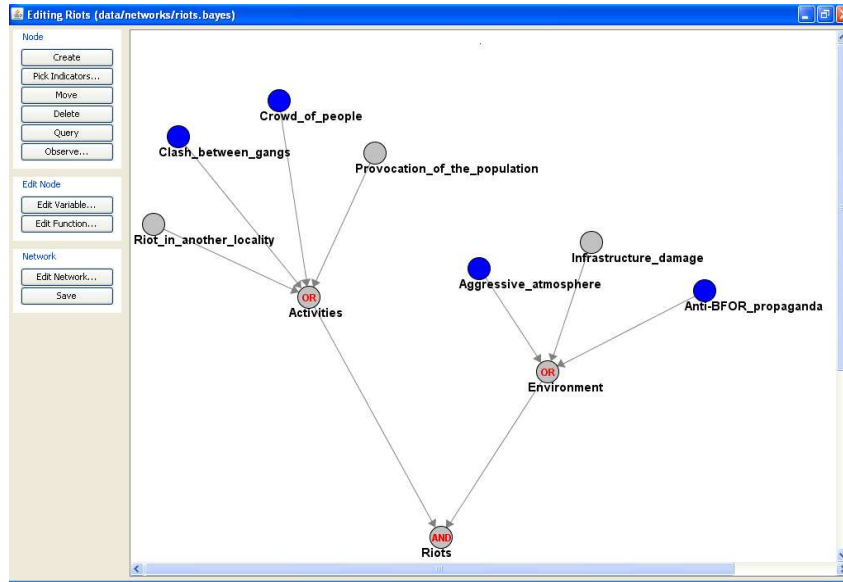 Editing Riots (data/networks/riots.bayes)
Node
Create
Pick Indicators...
Move
Delete
Query
Observe...
Edit Node
Edit Variable...
Edit Function...
Network
Edit Network...
Save
Crowd_of_people
Clash_between_gangs
Provocation_of_the_population
Riot_in_another_locality
Infrastructure_damage
Aggressive_atmosphere
Anti-BFOR_propaganda
OR
Activities
OR
Environment
AND
Riots